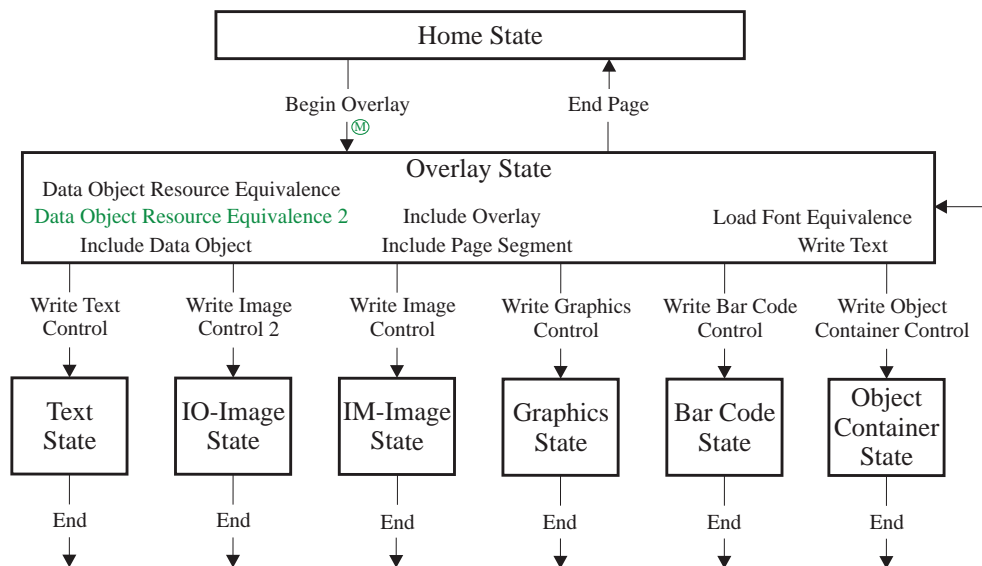 Home State
Begin Overlay
End Page
M
Overlay State
Data Object Resource Equivalence
Data Object Resource Equivalence 2
Include Overlay
Load Font Equivalence
Include Data Object
Include Page Segment
Write Text
Write Text
Control
Write Image
Control 2
Write Image
Control
Write Graphics
Control
Write Bar Code
Control
Write Object
Container Control
Text
State
IO-Image
State
IM-Image
State
Graphics
State
Bar Code
State
Object
Container
State
End
End
End
End
End
End